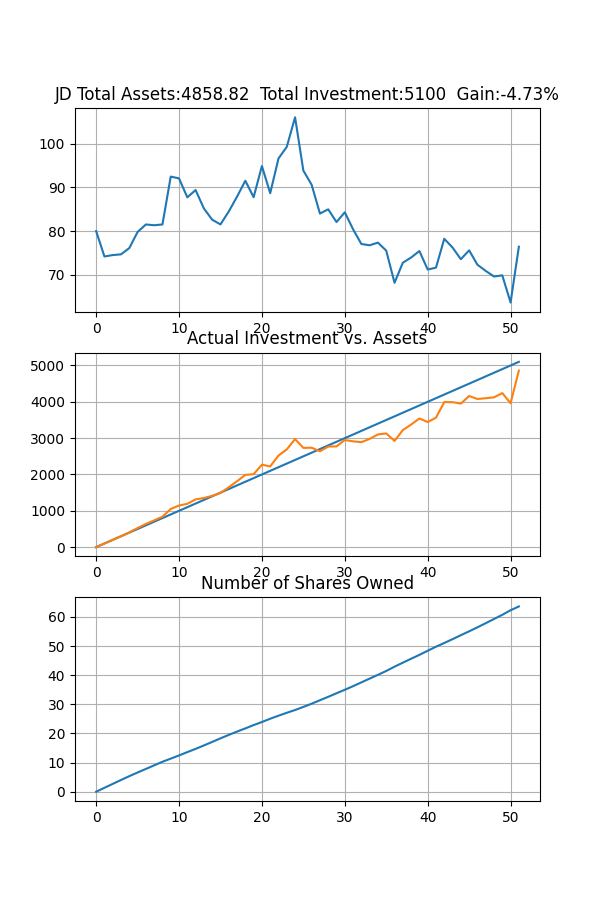 JD Total Assets:4858.82  Total Investment:5100  Gain:-4.73%
100
90
80
70
0 10 20 30 40 50
Actual Investment vs. Assets
5000
4000
3000
2000
1000
0
0 10 20 30 40 50
Number of Shares Owned
60
50
40
30
20
10
0
0 10 20 30 40 50